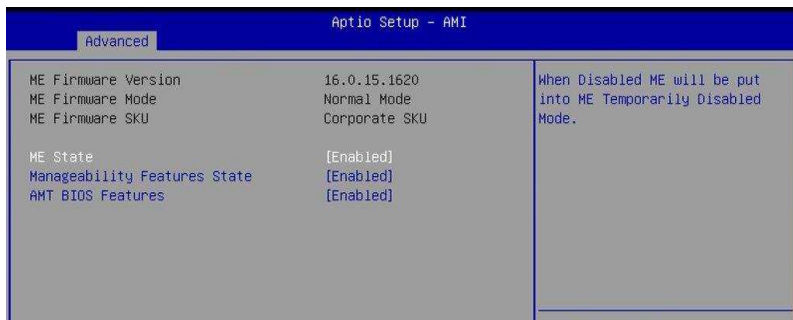 Aptio Setup - AMI
Advanced
ME Firmware Version 16.0.15.1620
ME Firmware Mode Normal Mode
ME Firmware SKU Corporate SKU
ME State [Enabled]
Manageability Features State [Enabled]
AMT BIOS Features [Enabled]
When Disabled ME will be put
into ME Temporarily Disabled
Mode.